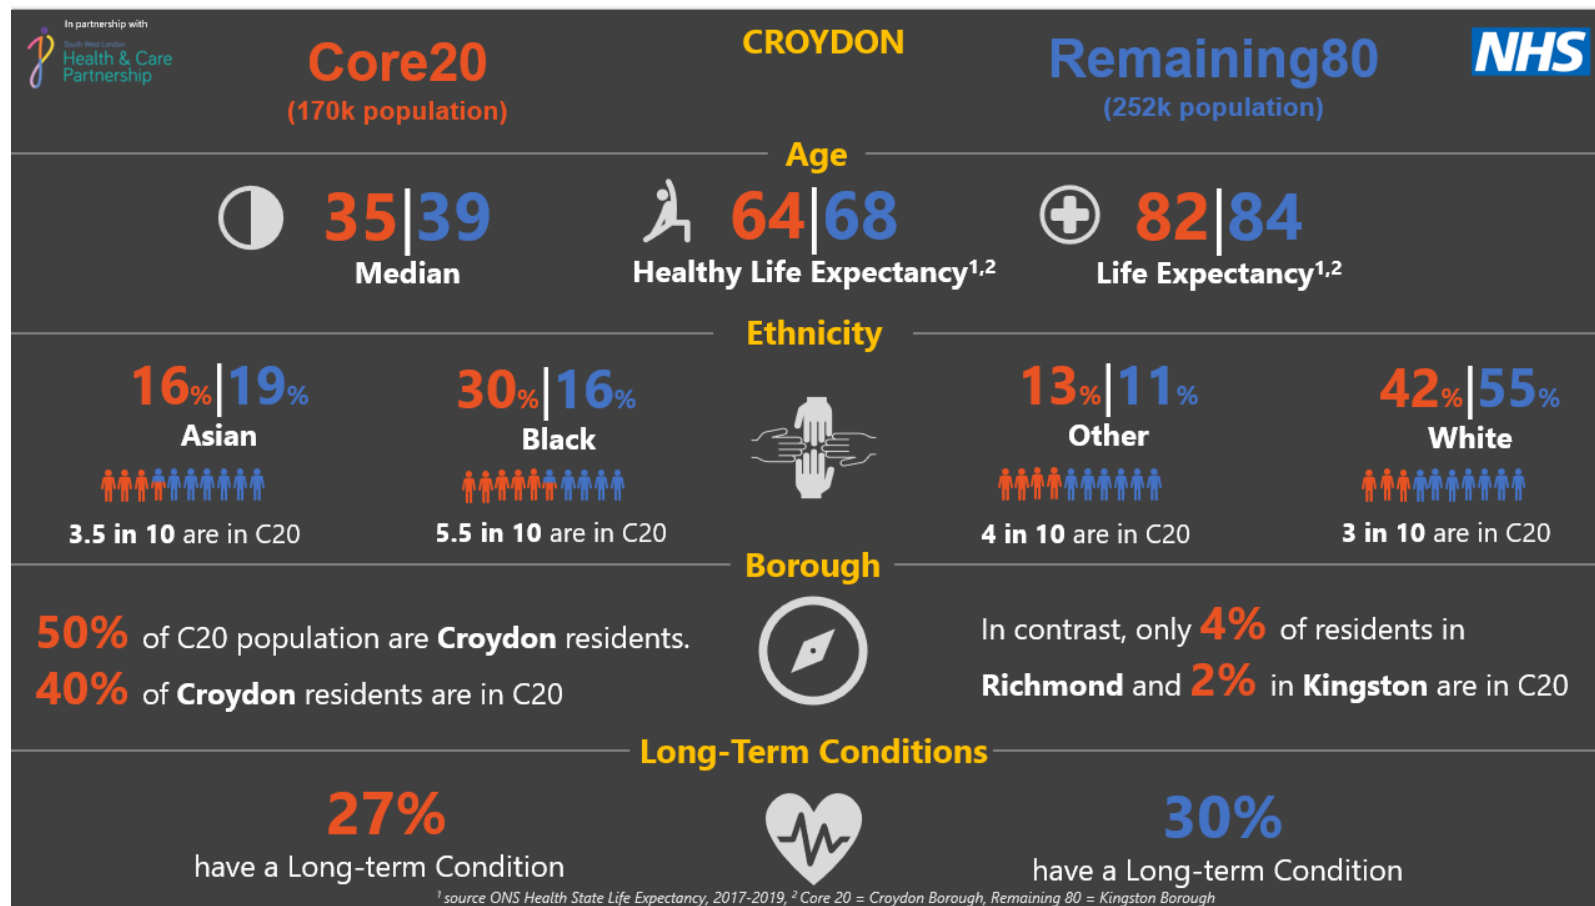 In partnership with
South West London
Health & Care
Partnership
Core20
(170k population)
CROYDON
Remaining80
(252k population)
NHS
Age
35|39
Median
64|68
Healthy Life Expectancy1,2
82|84
Life Expectancy1,2
Ethnicity
16%|19%
Asian
3.5 in 10 are in C20
30%|16%
Black
5.5 in 10 are in C20
13%|11%
Other
4 in 10 are in C20
42%|55%
White
3 in 10 are in C20
Borough
50% of C20 population are Croydon residents.
40% of Croydon residents are in C20
In contrast, only 4% of residents in
Richmond and 2% in Kingston are in C20
Long-Term Conditions
27%
have a Long-term Condition
30%
have a Long-term Condition
1 source ONS Health State Life Expectancy, 2017-2019, 2 Core 20 = Croydon Borough, Remaining 80 = Kingston Borough